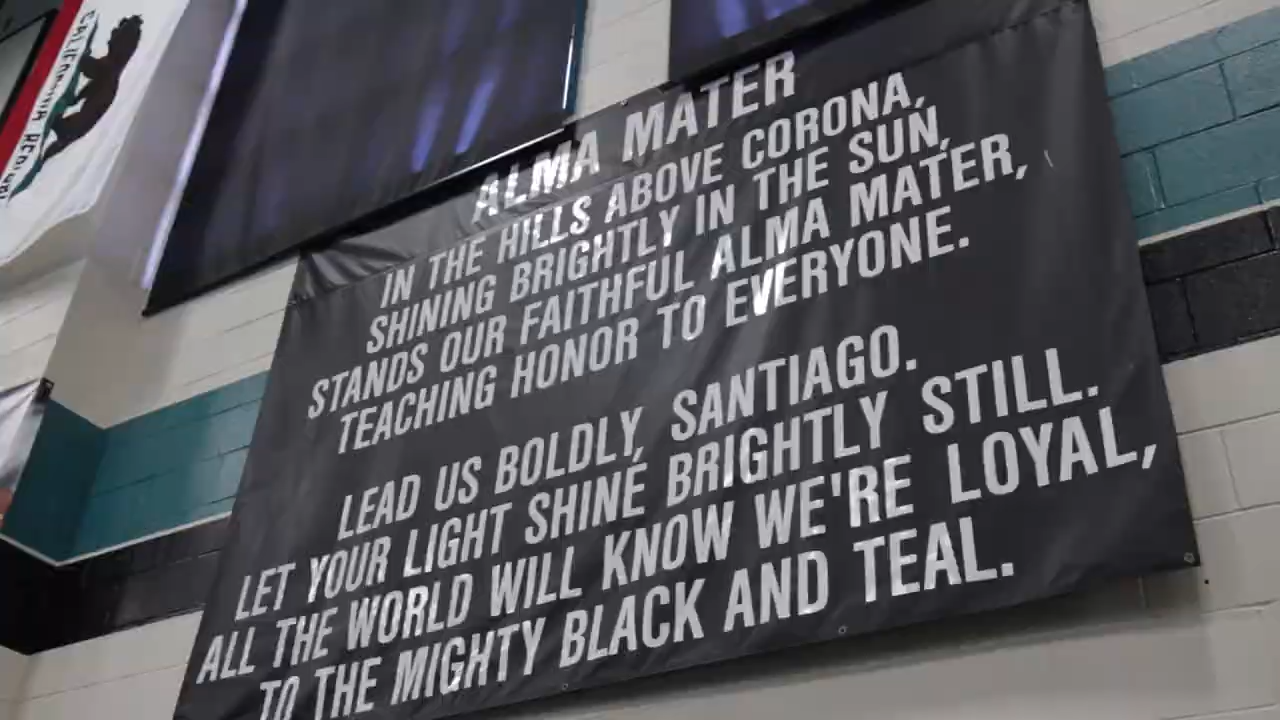 CALIFORNIA REPUBLIC
ALMA MATER
IN THE HILLS ABOVE CORONA,
SHINING BRIGHTLY IN THE SUN,
STANDS OUR FAITHFUL ALMA MATER,
TEACHING HONOR TO EVERYONE.
LEAD US BOLDLY, SANTIAGO.
LET YOUR LIGHT SHINE BRIGHTLY STILL.
ALL THE WORLD WILL KNOW WE'RE LOYAL,
TO THE MIGHTY BLACK AND TEAL.